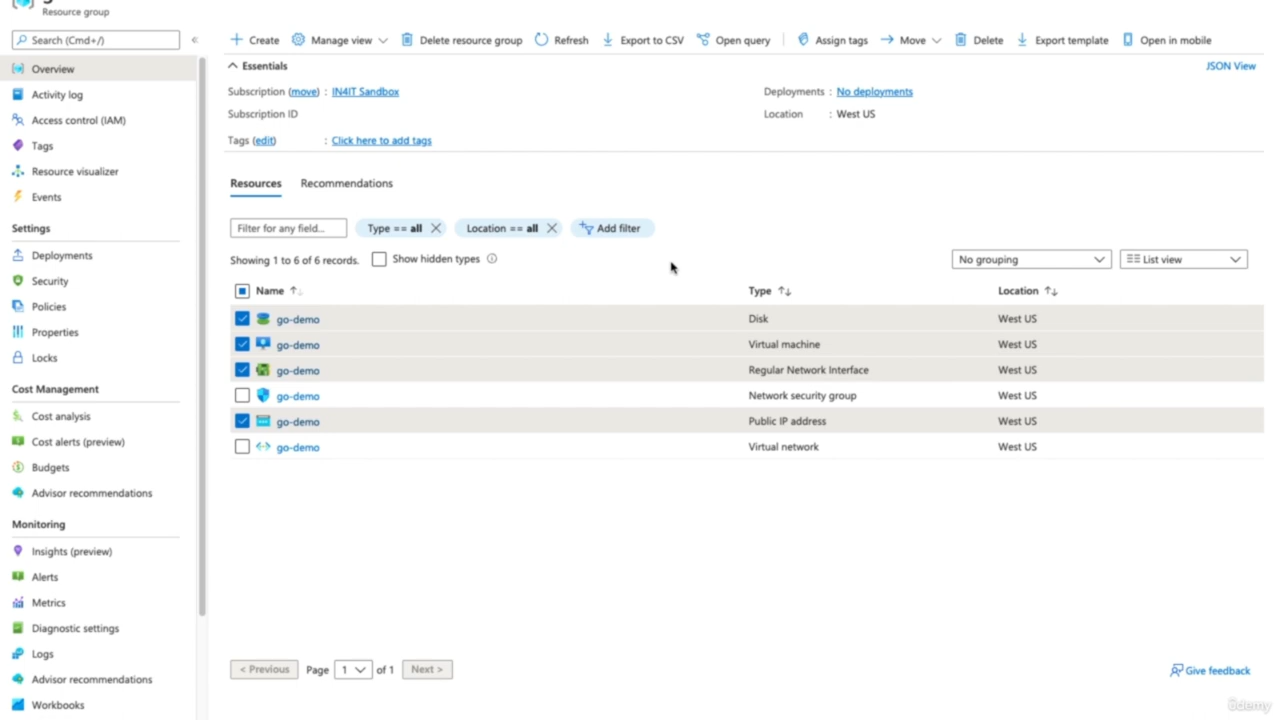 Resource group
Search (Cmd+/)
«
Create
Manage view
Delete resource group
Refresh
Export to CSV
Open query
Assign tags
Move
Delete
Export template
Open in mobile
Overview
Activity log
Access control (IAM)
Tags
Resource visualizer
Events
Settings
Deployments
Security
Policies
Properties
Locks
Cost Management
Cost analysis
Cost alerts (preview)
Budgets
Advisor recommendations
Monitoring
Insights (preview)
Alerts
Metrics
Diagnostic settings
Logs
Advisor recommendations
Workbooks
Essentials
JSON View
Subscription (move) : IN4IT Sandbox
Deployments : No deployments
Subscription ID
Location : West US
Tags (edit) : Click here to add tags
Resources Recommendations
Filter for any field... Type == all Location == all Add filter
Showing 1 to 6 of 6 records. Show hidden types
No grouping List view
Name Type Location
go-demo Disk West US
go-demo Virtual machine West US
go-demo Regular Network Interface West US
go-demo Network security group West US
go-demo Public IP address West US
go-demo Virtual network West US
< Previous Page 1 of 1 Next >
Give feedback
ûdemy